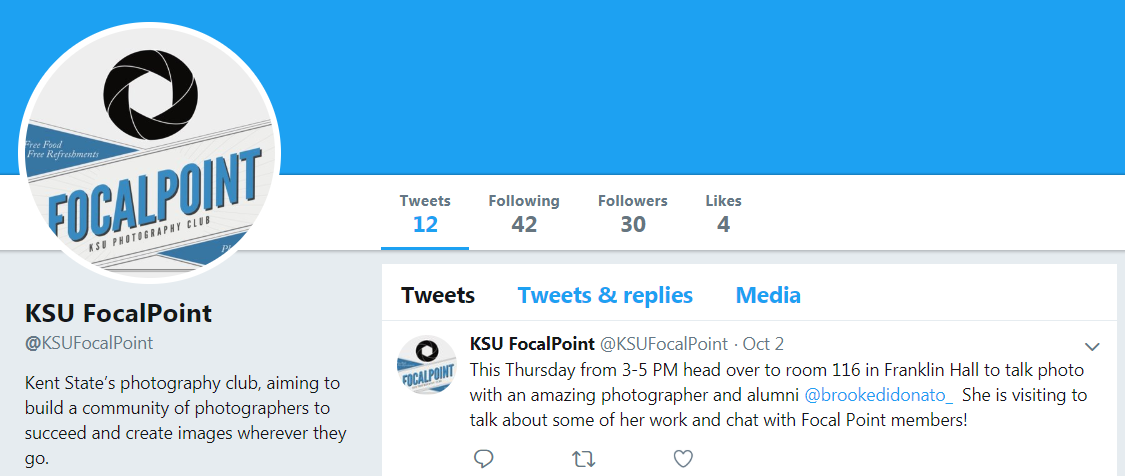 Free Food
Free Refreshments
FOCALPOINT
KSU PHOTOGRAPHY CLUB
Tweets Following Followers Likes
12 42 30 4
KSU FocalPoint
@KSUFocalPoint
Kent State’s photography club, aiming to
build a community of photographers to
succeed and create images wherever they
go.
Tweets Tweets & replies Media
FOCALPOINT
KSU FocalPoint @KSUFocalPoint · Oct 2
This Thursday from 3-5 PM head over to room 116 in Franklin Hall to talk photo
with an amazing photographer and alumni @brookedidonato_ She is visiting to
talk about some of her work and chat with Focal Point members!